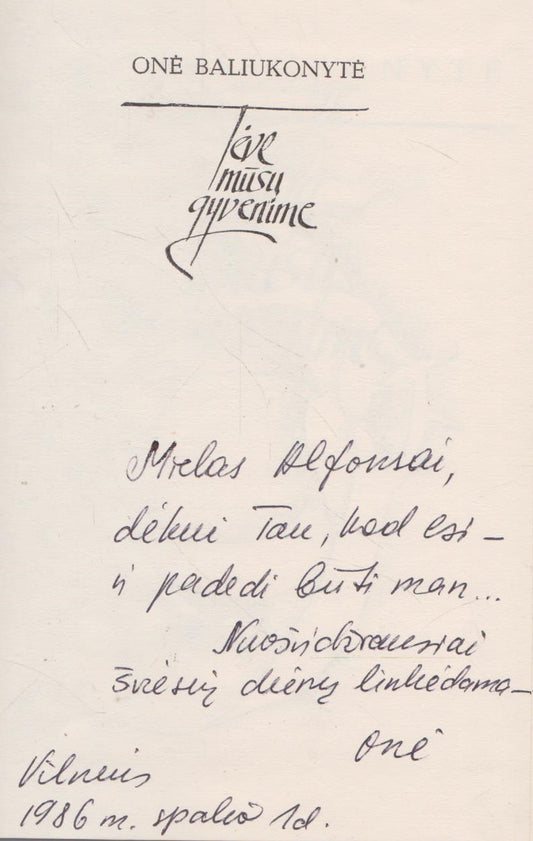 ONĖ BALIUKONYTĖ
Tėve
mūsų
gyvenime
Mielas Alfonsai,
dėkui Tau, kad esi –
ir padedi būti man...
Nuoširdžiausiai
šviesių dienų linkėdama –
Onė
Vilnius
1986 m. spalio 1d.